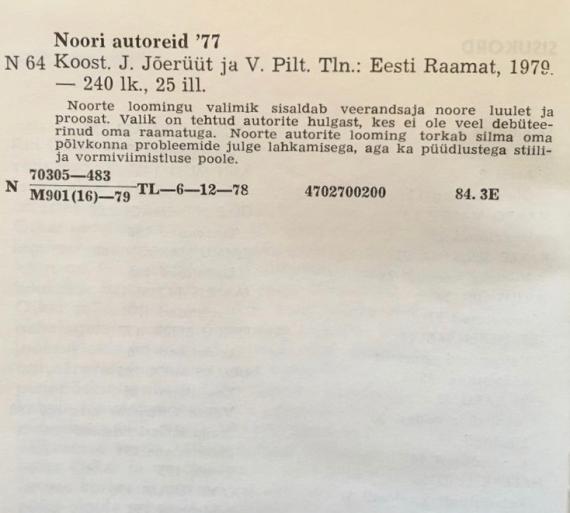 Noori autoreid '77
N 64 Koost. J. Jõerüüt ja V. Pilt. Tln.: Eesti Raamat, 1979.
— 240 lk., 25 ill.
Noorte loomingu valimik sisaldab veerandsaja noore luulet ja
proosat. Valik on tehtud autorite hulgast, kes ei ole veel debütee-
rinud oma raamatuga. Noorte autorite looming torkab silma oma
põlvkonna probleemide julge lahkamisega, aga ka püüdlustega stiili-
ja vormiviimistluse poole.
70305—483
N M901(16)—79 TL—6—12—78 4702700200 84. 3E
SISUKORD